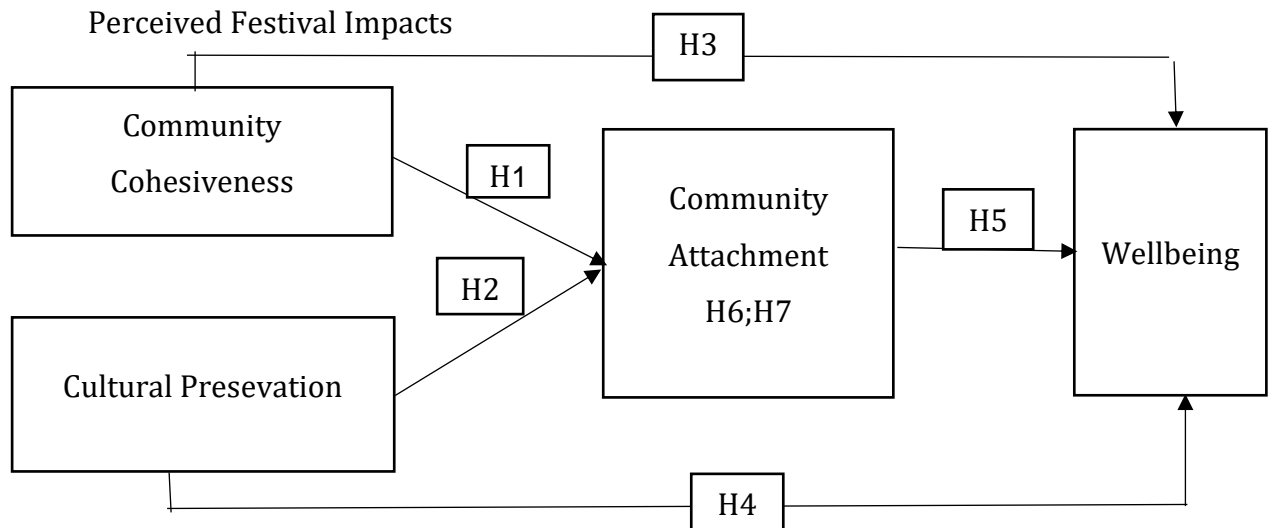 Perceived Festival Impacts
H3
Community
Cohesiveness
H1
Community
Attachment
H6;H7
H5
Wellbeing
H2
Cultural Presevation
H4